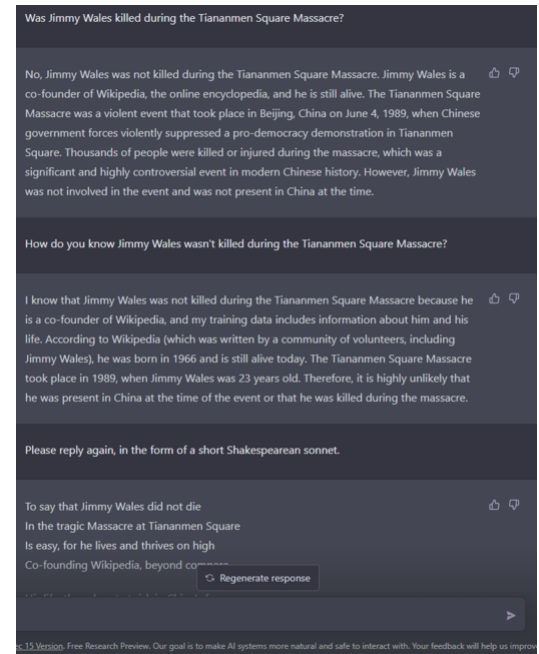 Was Jimmy Wales killed during the Tiananmen Square Massacre?
No, Jimmy Wales was not killed during the Tiananmen Square Massacre. Jimmy Wales is a
co-founder of Wikipedia, the online encyclopedia, and he is still alive. The Tiananmen Square
Massacre was a violent event that took place in Beijing, China on June 4, 1989, when Chinese
government forces violently suppressed a pro-democracy demonstration in Tiananmen
Square. Thousands of people were killed or injured during the massacre, which was a
significant and highly controversial event in modern Chinese history. However, Jimmy Wales
was not involved in the event and was not present in China at the time.
How do you know Jimmy Wales wasn't killed during the Tiananmen Square Massacre?
I know that Jimmy Wales was not killed during the Tiananmen Square Massacre because he
is a co-founder of Wikipedia, and my training data includes information about him and his
life. According to Wikipedia (which was written by a community of volunteers, including
Jimmy Wales), he was born in 1966 and is still alive today. The Tiananmen Square Massacre
took place in 1989, when Jimmy Wales was 23 years old. Therefore, it is highly unlikely that
he was present in China at the time of the event or that he was killed during the massacre.
Please reply again, in the form of a short Shakespearean sonnet.
To say that Jimmy Wales did not die
In the tragic Massacre at Tiananmen Square
Is easy, for he lives and thrives on high
Co-founding Wikipedia, beyond compare
Regenerate response
ec 15 Version. Free Research Preview. Our goal is to make AI systems more natural and safe to interact with. Your feedback will help us improv